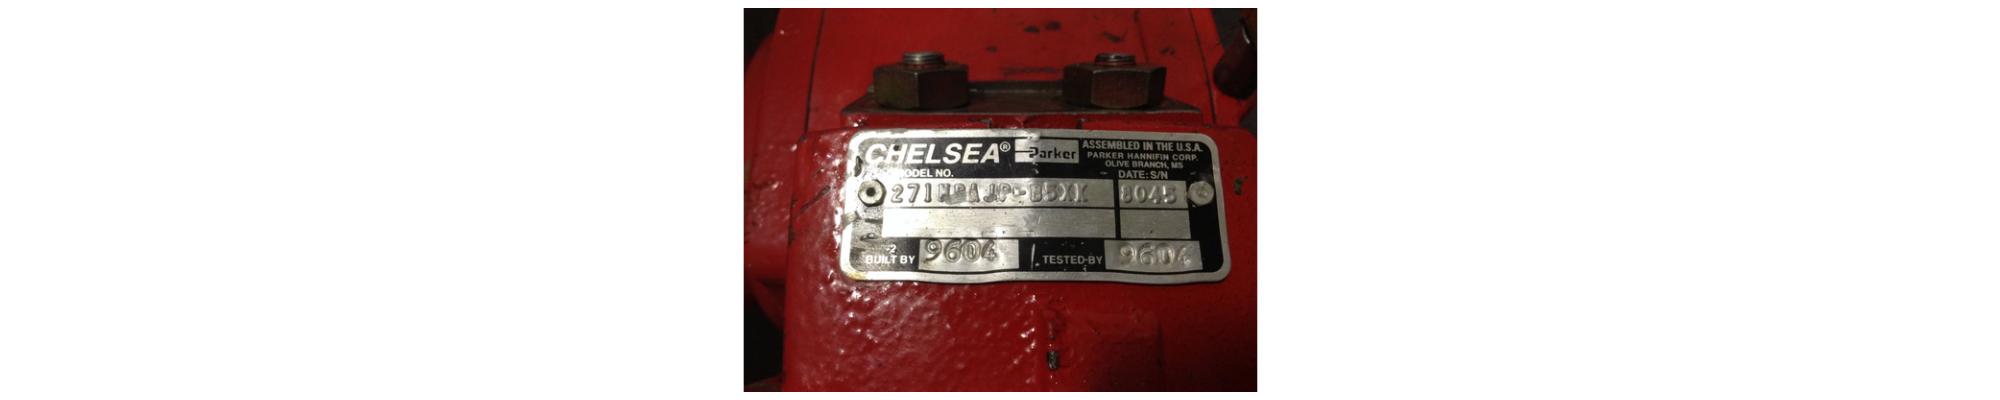 CHELSEA® Parker
ASSEMBLED IN THE U.S.A.
PARKER HANNIFIN CORP.
OLIVE BRANCH, MS
MODEL NO. DATE: S/N
8045
BUILT BY 9604 TESTED BY 9604